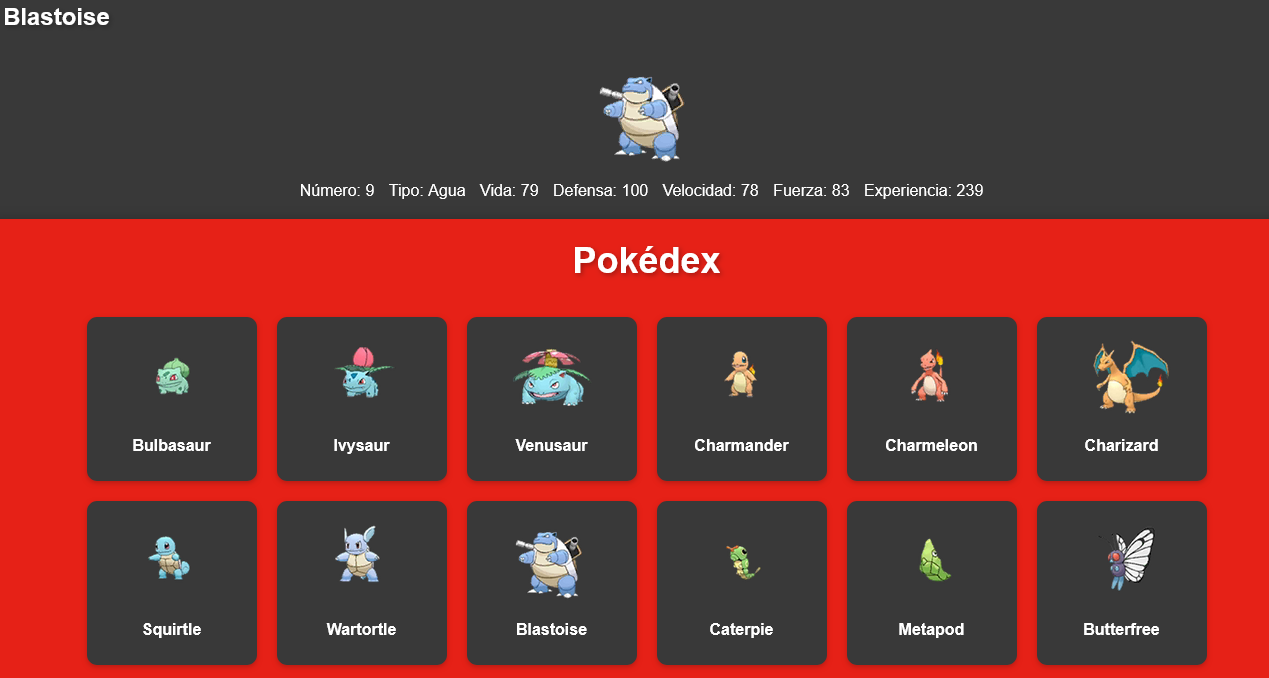 Blastoise
Número: 9 Tipo: Agua Vida: 79 Defensa: 100 Velocidad: 78 Fuerza: 83 Experiencia: 239
Pokédex
Bulbasaur Ivysaur Venusaur Charmander Charmeleon Charizard
Squirtle Wartortle Blastoise Caterpie Metapod Butterfree